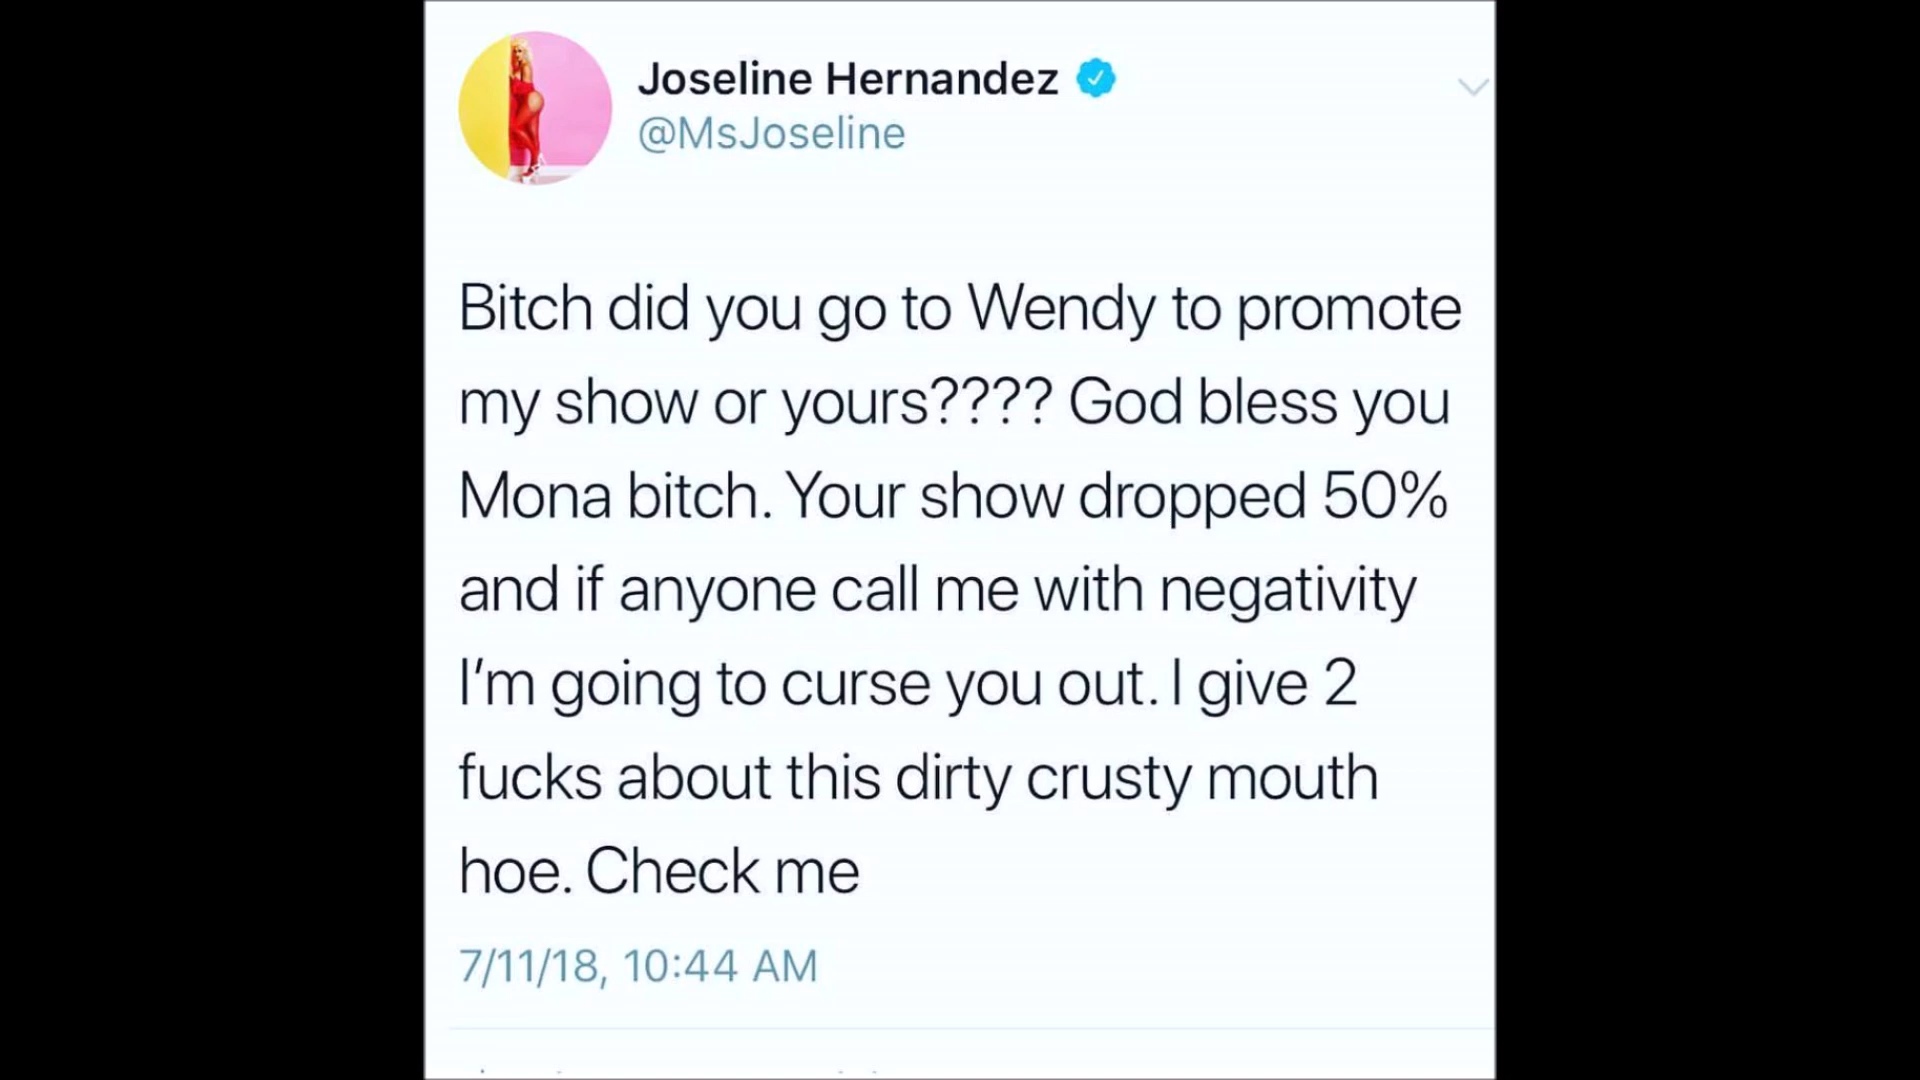 Joseline Hernandez
@MsJoseline
Bitch did you go to Wendy to promote
my show or yours???? God bless you
Mona bitch. Your show dropped 50%
and if anyone call me with negativity
I'm going to curse you out. I give 2
fucks about this dirty crusty mouth
hoe. Check me
7/11/18, 10:44 AM